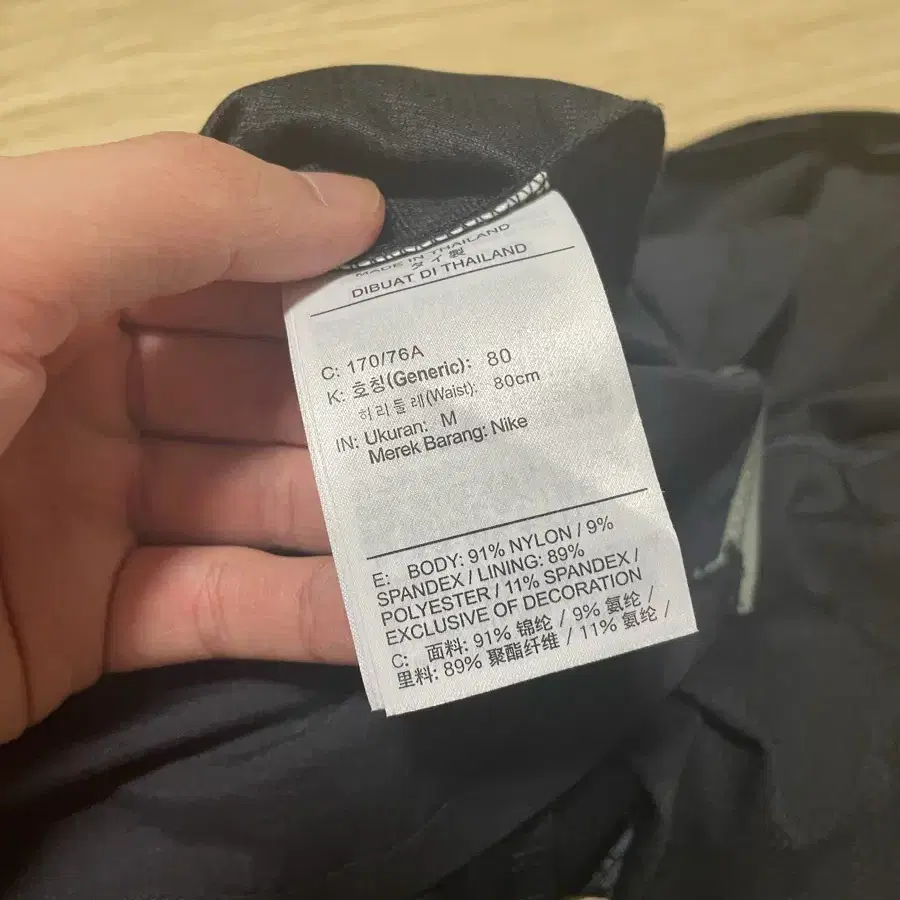 MADE IN THAILAND
タイ製
DIBUAT DI THAILAND
C: 170/76A
K: 호칭(Generic): 80
허리둘레(Waist): 80cm
IN: Ukuran: M
Merek Barang: Nike
E: BODY: 91% NYLON / 9%
SPANDEX / LINING: 89%
POLYESTER / 11% SPANDEX /
EXCLUSIVE OF DECORATION
C: 面料: 91% 锦纶 / 9% 氨纶 /
里料: 89% 聚酯纤维 / 11% 氨纶 /